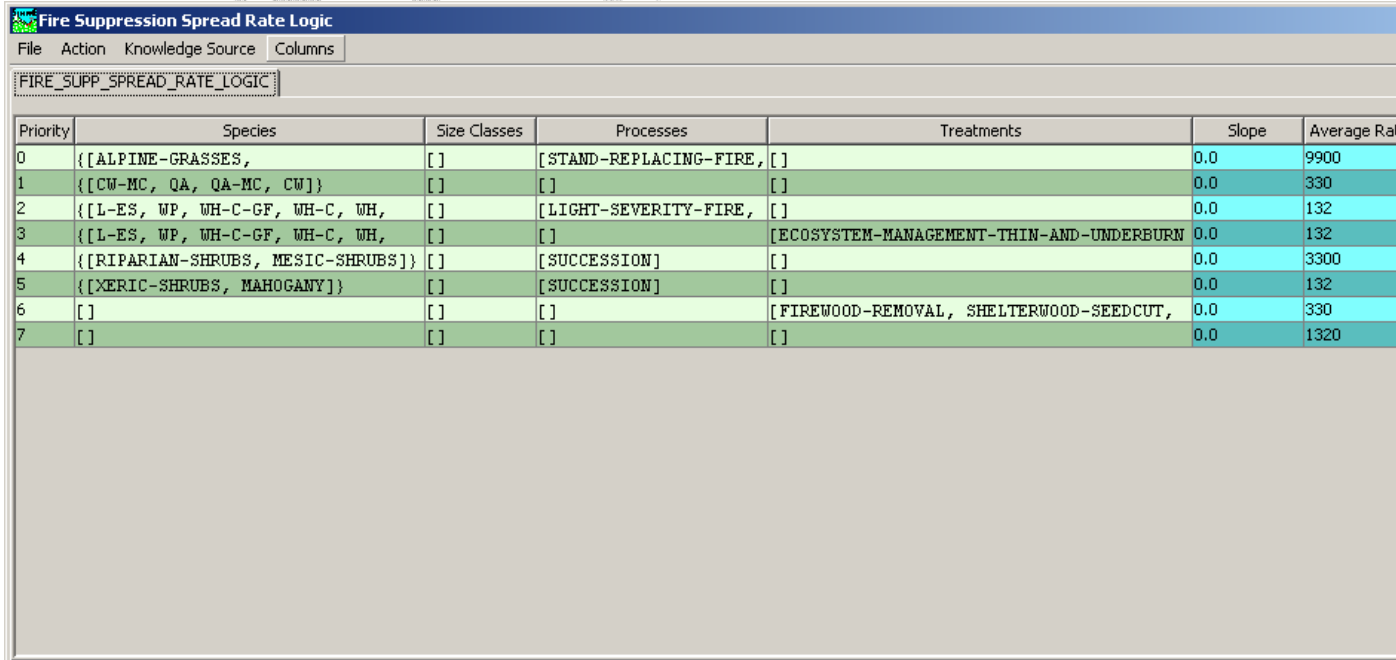 Fire Suppression Spread Rate Logic
File Action Knowledge Source Columns
FIRE_SUPP_SPREAD_RATE_LOGIC
Priority Species Size Classes Processes Treatments Slope Average Ra
0 {[ALPINE-GRASSES, [] [STAND-REPLACING-FIRE, [] 0.0 9900
1 {[CW-MC, QA, QA-MC, CW]} [] [] [] 0.0 330
2 {[L-ES, WP, WH-C-GF, WH-C, WH, [] [LIGHT-SEVERITY-FIRE, [] 0.0 132
3 {[L-ES, WP, WH-C-GF, WH-C, WH, [] [] [ECOSYSTEM-MANAGEMENT-THIN-AND-UNDERBURN 0.0 132
4 {[RIPARIAN-SHRUBS, MESIC-SHRUBS]} [] [SUCCESSION] [] 0.0 3300
5 {[XERIC-SHRUBS, MAHOGANY]} [] [SUCCESSION] [] 0.0 132
6 [] [] [] [FIREWOOD-REMOVAL, SHELTERWOOD-SEEDCUT, 0.0 330
7 [] [] [] [] 0.0 1320